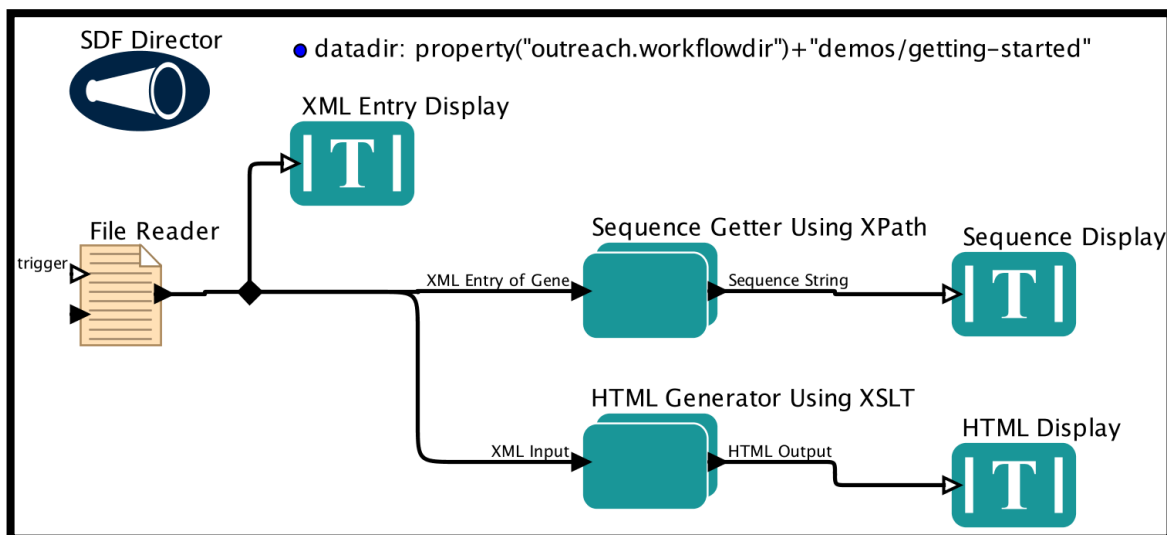 SDF Director
datadir: property("outreach.workflowdir")+"demos/getting-started"
XML Entry Display
T
File Reader
trigger
Sequence Getter Using XPath
XML Entry of Gene
Sequence String
Sequence Display
T
HTML Generator Using XSLT
XML Input
HTML Output
HTML Display
T